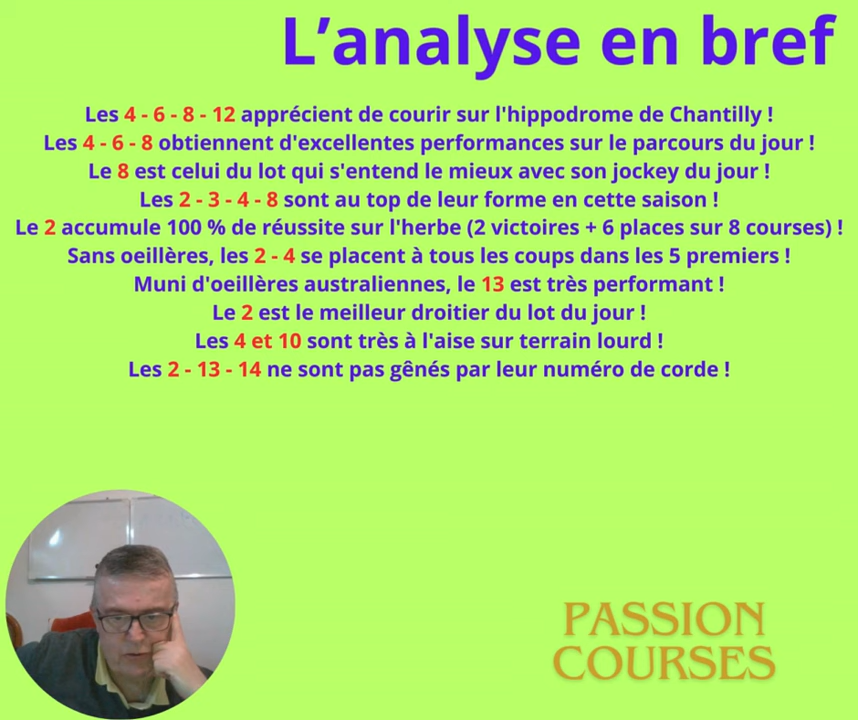 L’analyse en bref
Les 4 - 6 - 8 - 12 apprécient de courir sur l'hippodrome de Chantilly !
Les 4 - 6 - 8 obtiennent d'excellentes performances sur le parcours du jour !
Le 8 est celui du lot qui s'entend le mieux avec son jockey du jour !
Les 2 - 3 - 4 - 8 sont au top de leur forme en cette saison !
Le 2 accumule 100 % de réussite sur l'herbe (2 victoires + 6 places sur 8 courses) !
Sans oeillères, les 2 - 4 se placent à tous les coups dans les 5 premiers !
Muni d'oeillères australiennes, le 13 est très performant !
Le 2 est le meilleur droitier du lot du jour !
Les 4 et 10 sont très à l'aise sur terrain lourd !
Les 2 - 13 - 14 ne sont pas gênés par leur numéro de corde !
PASSION
COURSES